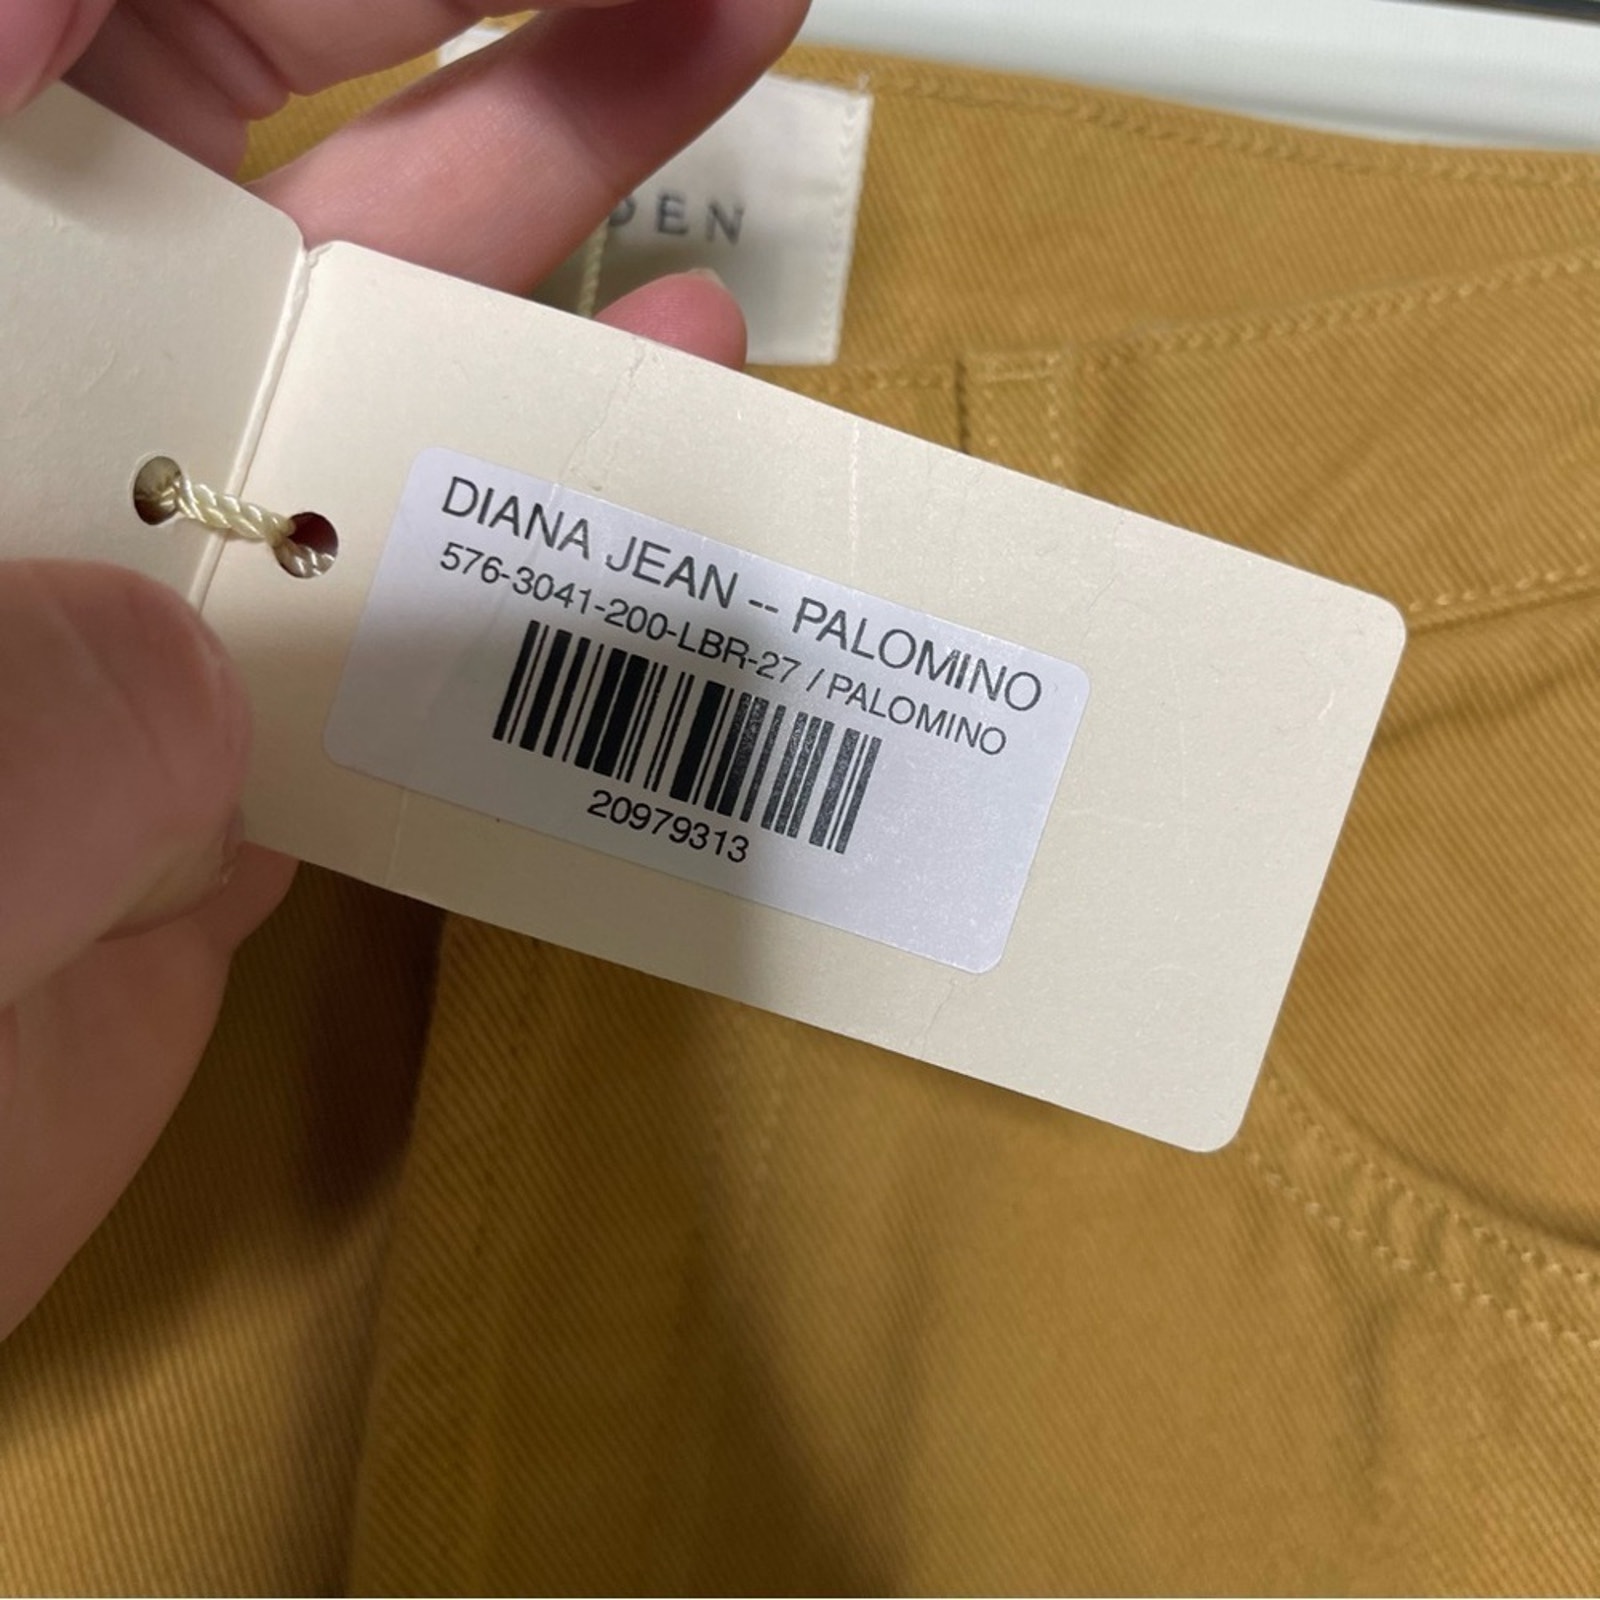 DEN
DIANA JEAN -- PALOMINO
576-3041-200-LBR-27 / PALOMINO
20979313